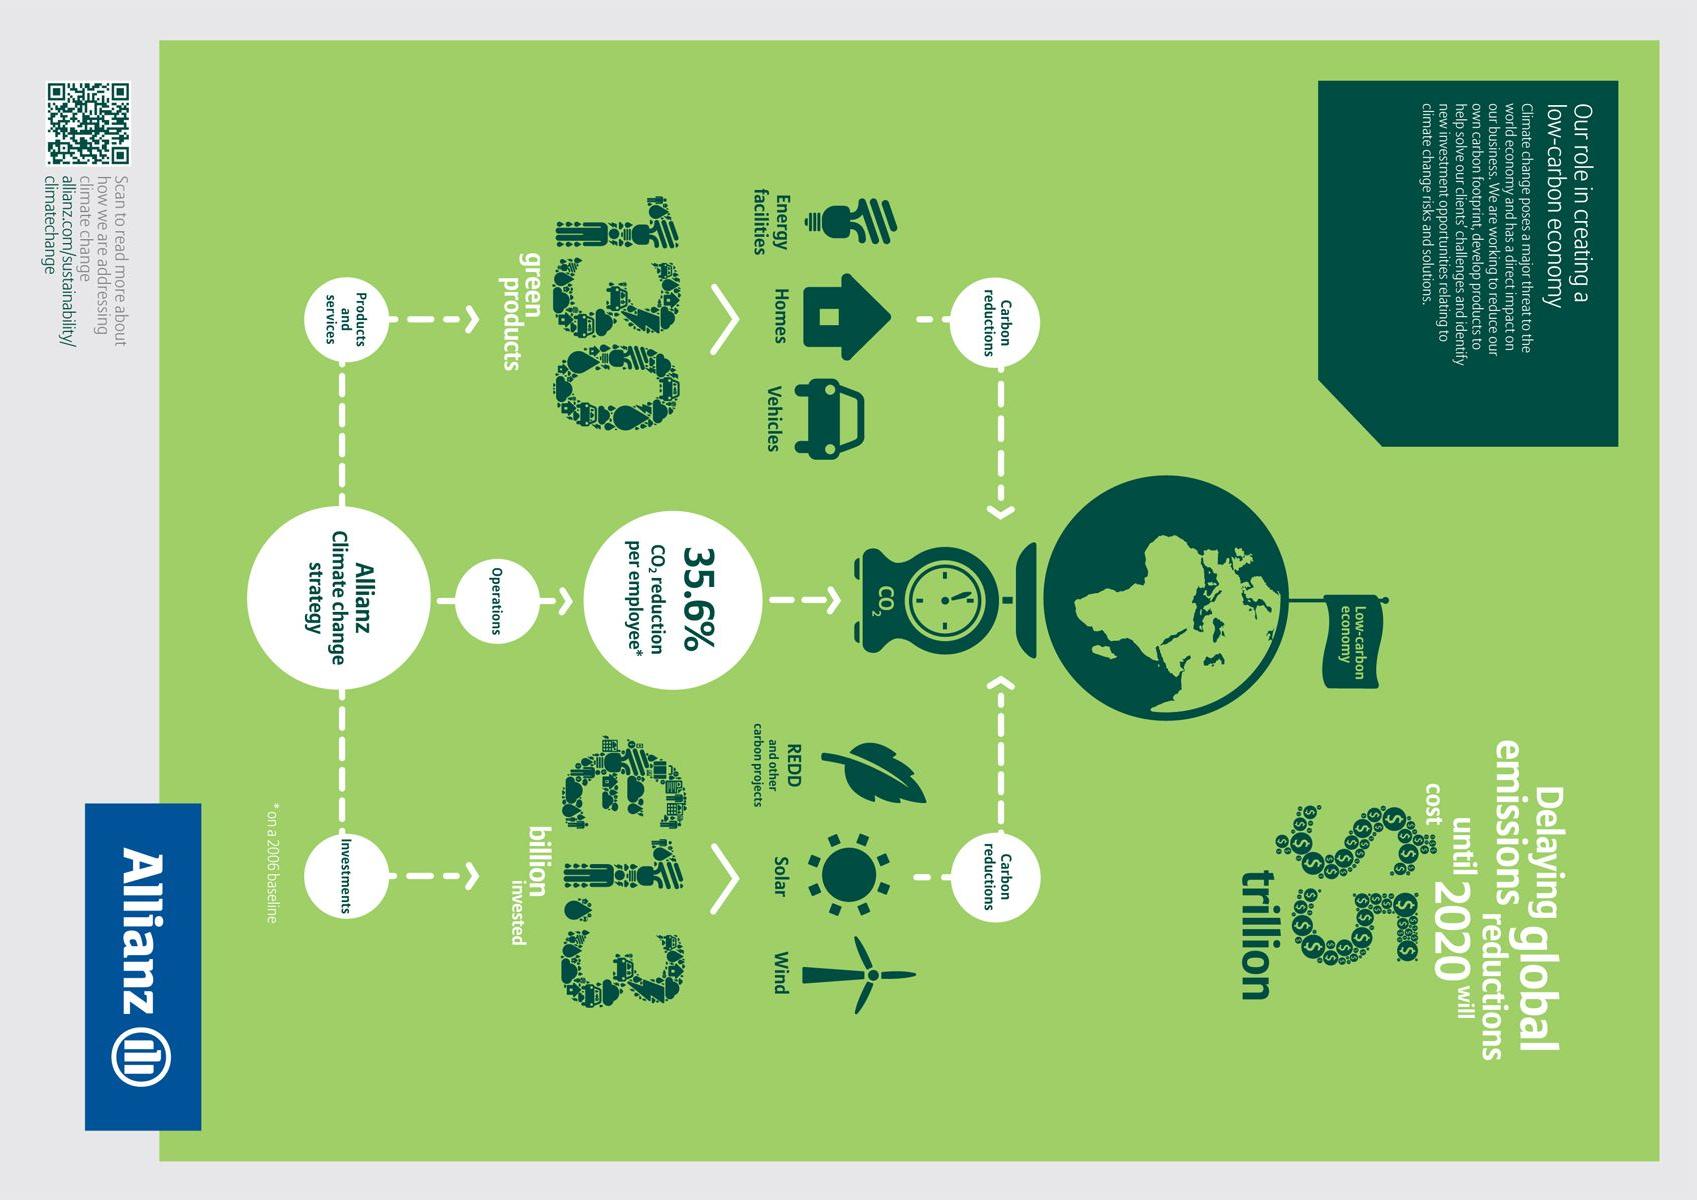 Our role in creating a
low-carbon economy
Climate change poses a major threat to the
world economy and has a direct impact on
our business. We are working to reduce our
own carbon footprint, develop products to
help solve our clients' challenges and identify
new investment opportunities relating to
climate change risks and solutions.
Delaying global
emissions reductions
until 2020 will
cost
$5
trillion
Low-carbon
economy
Carbon
reductions
CO2
Carbon
reductions
Energy
facilities
Homes
Vehicles
REDD
and other
carbon projects
Solar
Wind
130
green
products
35.6%
CO2 reduction
per employee*
€1.3
billion
invested
Operations
Products
and
services
Allianz
Climate change
strategy
Investments
*on a 2006 baseline
Scan to read more about
how we are addressing
climate change
allianz.com/sustainability/
climatechange
Allianz